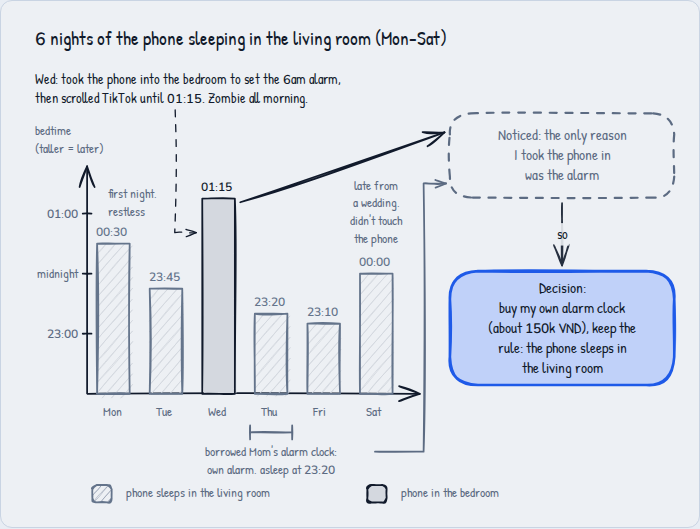 6 nights of the phone sleeping in the living room (Mon-Sat)
Wed: took the phone into the bedroom to set the 6am alarm,
then scrolled TikTok until 01:15. Zombie all morning.
bedtime
(taller = later)
Noticed: the only reason
I took the phone in
was the alarm
first night.
restless
late from
a wedding.
didn't touch
the phone
01:15
01:00
00:30
23:45
23:20
23:10
00:00
midnight
23:00
so
Decision:
buy my own alarm clock
(about 150k VND), keep the
rule: the phone sleeps in
the living room
Mon
Tue
Wed
Thu
Fri
Sat
borrowed Mom's alarm clock:
own alarm. asleep at 23:20
phone sleeps in the living room
phone in the bedroom